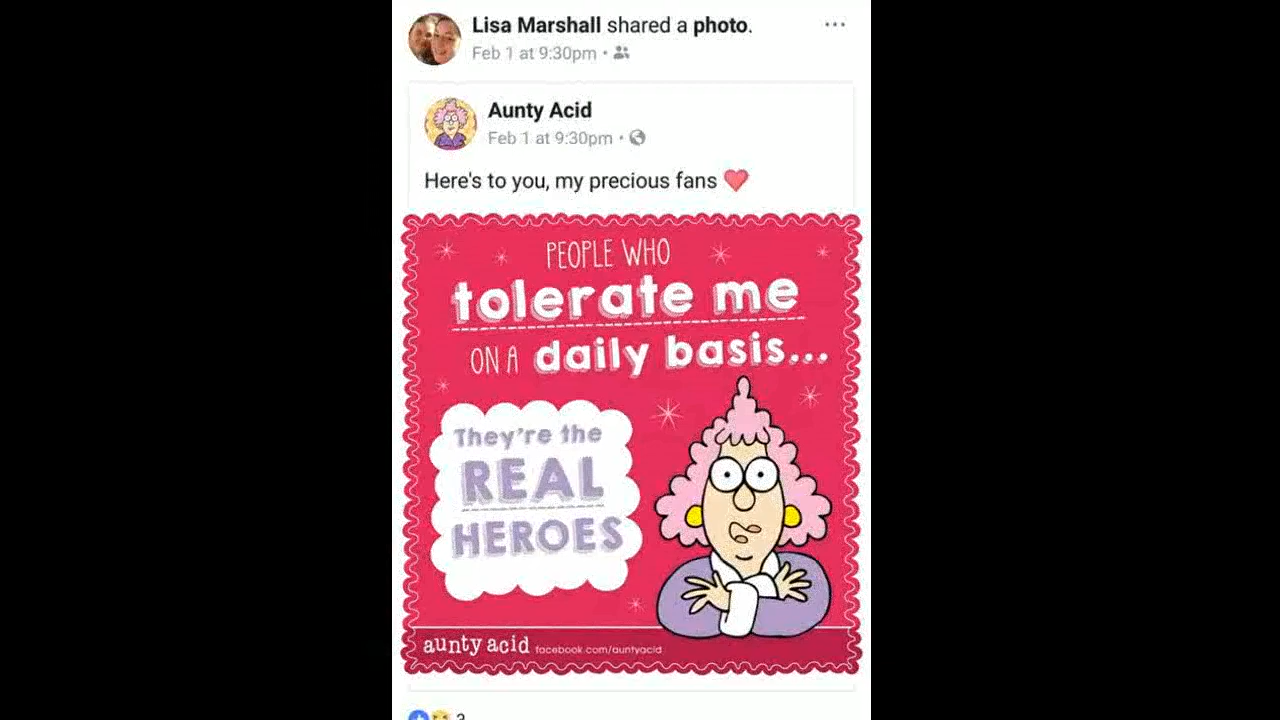 Lisa Marshall shared a photo.
Feb 1 at 9:30pm
Aunty Acid
Feb 1 at 9:30pm
Here's to you, my precious fans
PEOPLE WHO
tolerate me
ON A daily basis...
They're the
REAL
HEROES
aunty acid facebook.com/auntyacid